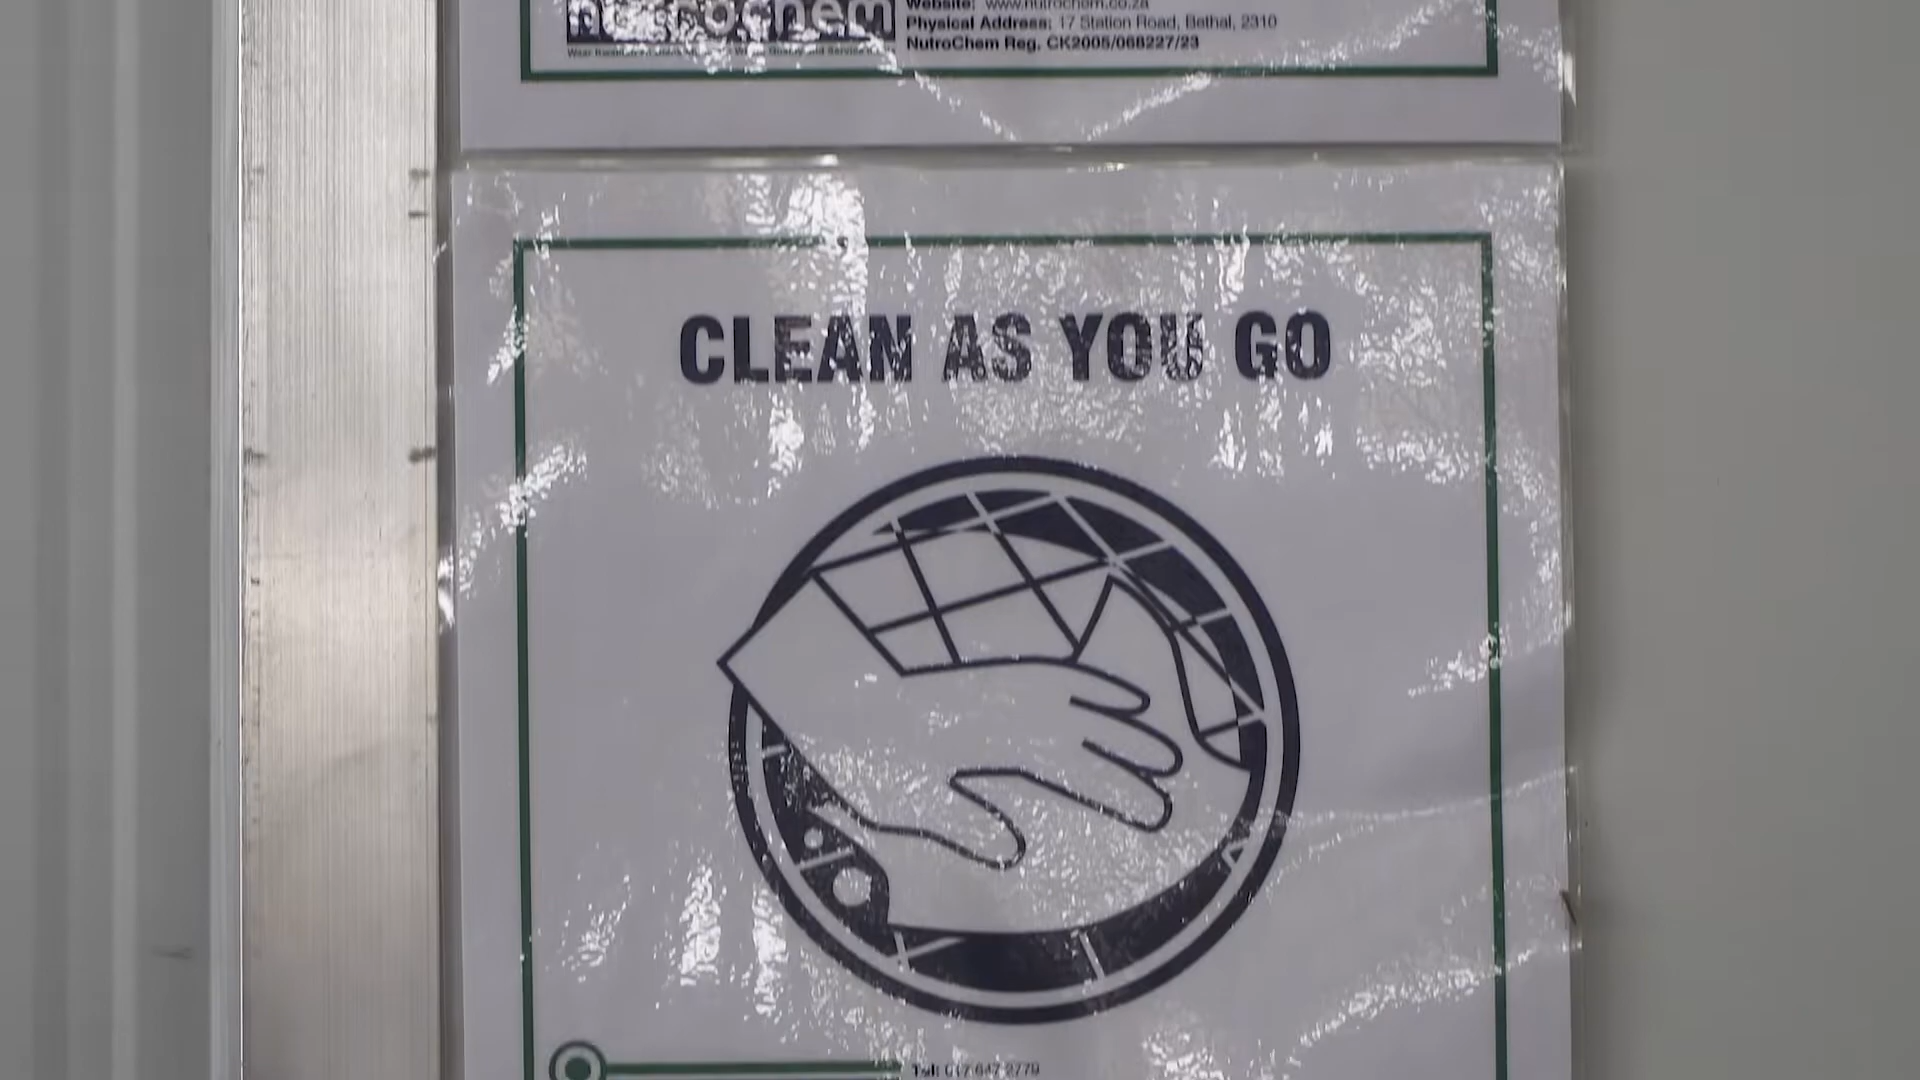 nutrochem
Website: www.nutrochem.co.za
Physical Address: 17 Station Road, Bethal, 2310
NutroChem Reg. CK2005/068227/23
CLEAN AS YOU GO
Tel: 017 647 2779